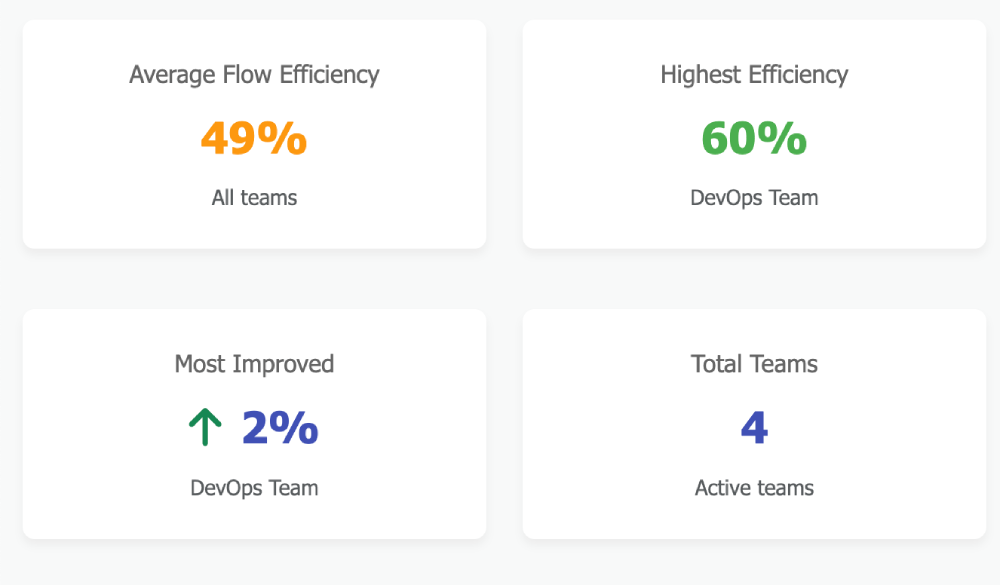 Average Flow Efficiency
49%
All teams
Highest Efficiency
60%
DevOps Team
Most Improved
↑ 2%
DevOps Team
Total Teams
4
Active teams